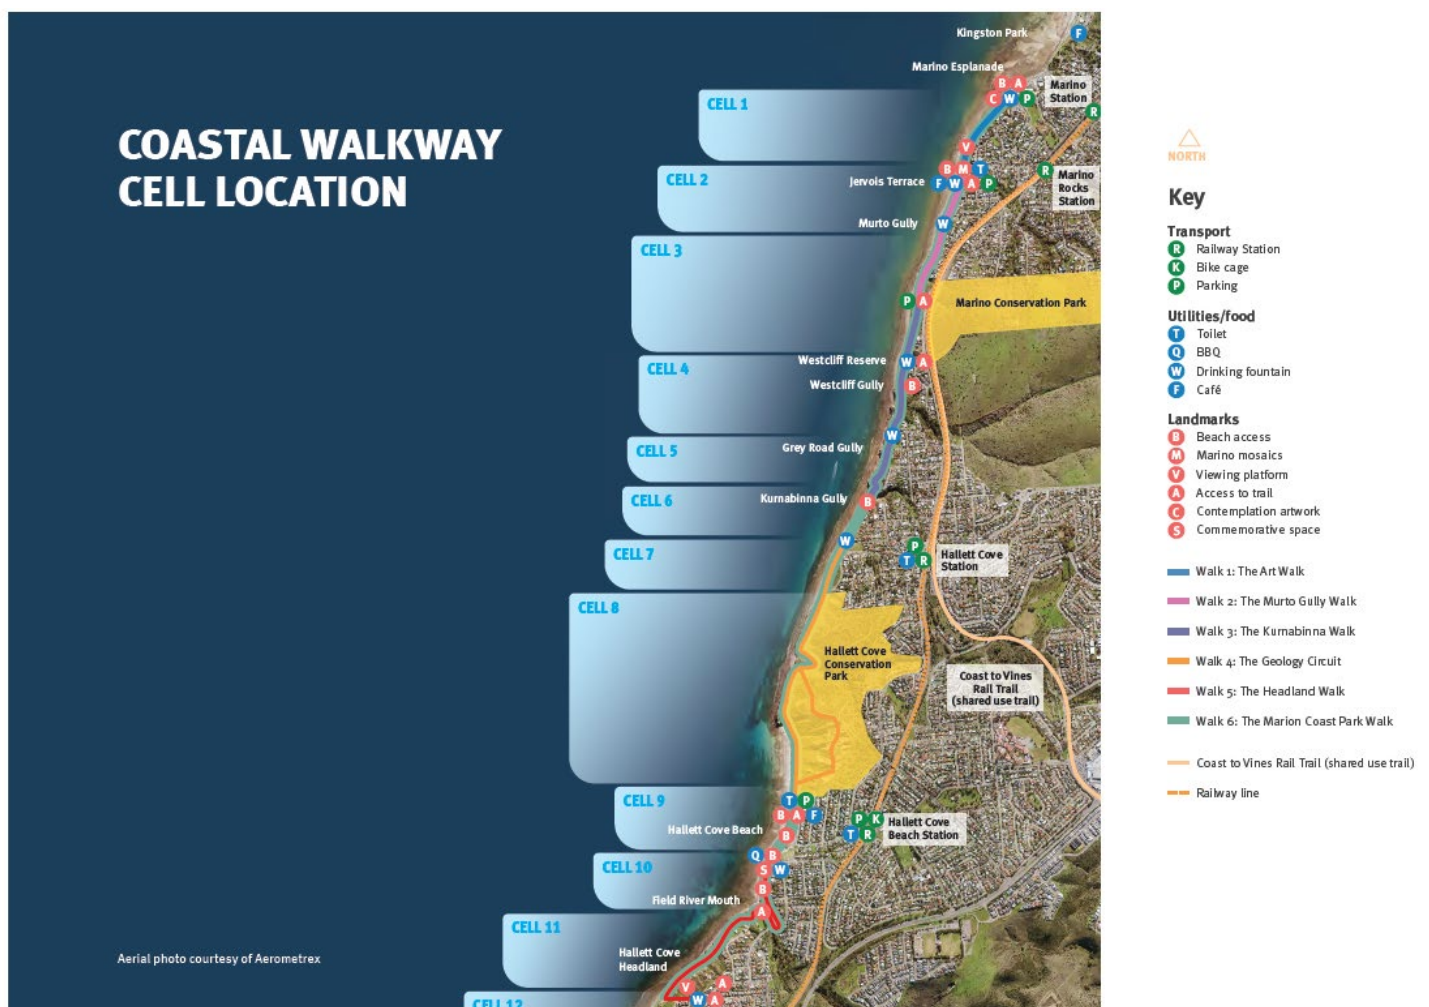 COASTAL WALKWAY
CELL LOCATION
Aerial photo courtesy of Aerometrex
CELL 1
CELL 2
CELL 3
CELL 4
CELL 5
CELL 6
CELL 7
CELL 8
CELL 9
CELL 10
CELL 11
CELL 12
Kingston Park
F
Marino Esplanade
B A
C W P
Marino
Station
R
V
B M T
Jervois Terrace
F W A P
R
Marino
Rocks
Station
Murto Gully
W
P A
Marino Conservation Park
Westcliff Reserve
W A
Westcliff Gully
B
W
Grey Road Gully
Kurnabinna Gully
B
W
P
T R
Hallett Cove
Station
Hallett Cove
Conservation
Park
Coast to Vines
Rail Trail
(shared use trail)
T P
B A F
Hallett Cove Beach
B
P K
T R
Hallett Cove
Beach Station
Q B
S W
B
Field River Mouth
A
Hallett Cove
Headland
V A
W A
NORTH
Key
Transport
R Railway Station
K Bike cage
P Parking
Utilities/food
T Toilet
Q BBQ
W Drinking fountain
F Café
Landmarks
B Beach access
M Marino mosaics
V Viewing platform
A Access to trail
C Contemplation artwork
S Commemorative space
Walk 1: The Art Walk
Walk 2: The Murto Gully Walk
Walk 3: The Kurnabinna Walk
Walk 4: The Geology Circuit
Walk 5: The Headland Walk
Walk 6: The Marion Coast Park Walk
Coast to Vines Rail Trail (shared use trail)
Railway line